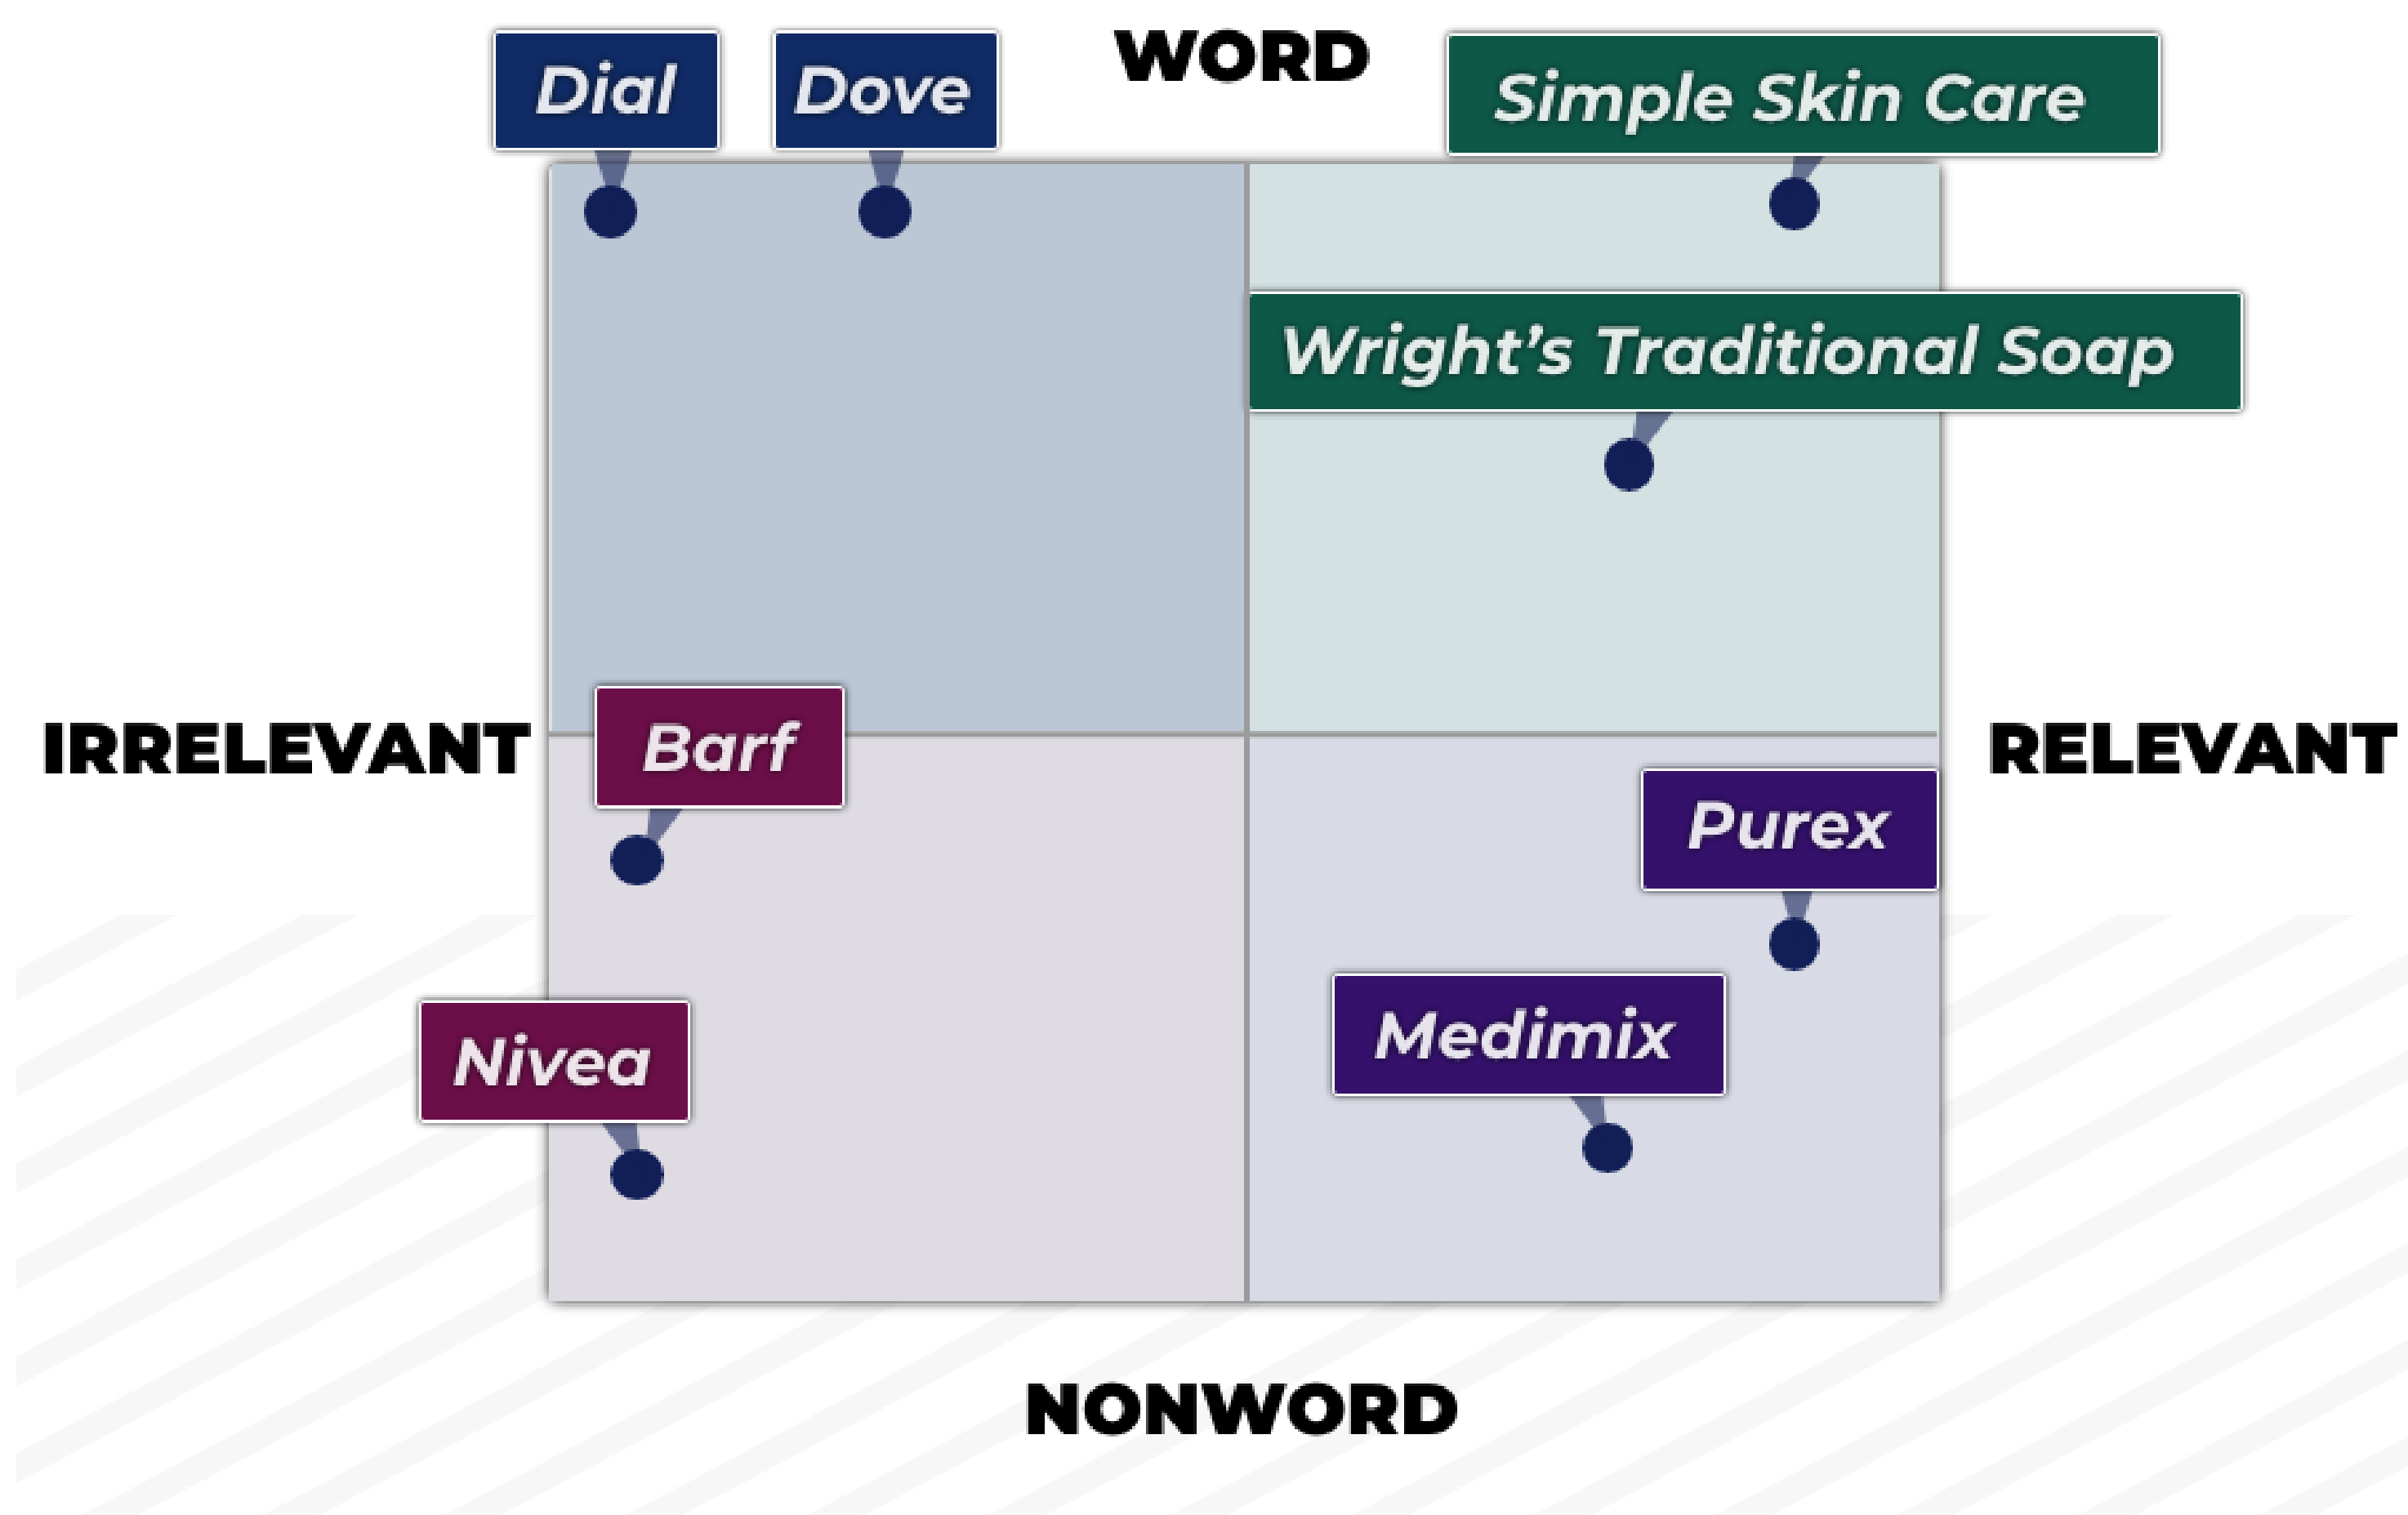 WORD
Dial
Dove
Simple Skin Care
Wright’s Traditional Soap
IRRELEVANT
Barf
RELEVANT
Purex
Medimix
Nivea
NONWORD